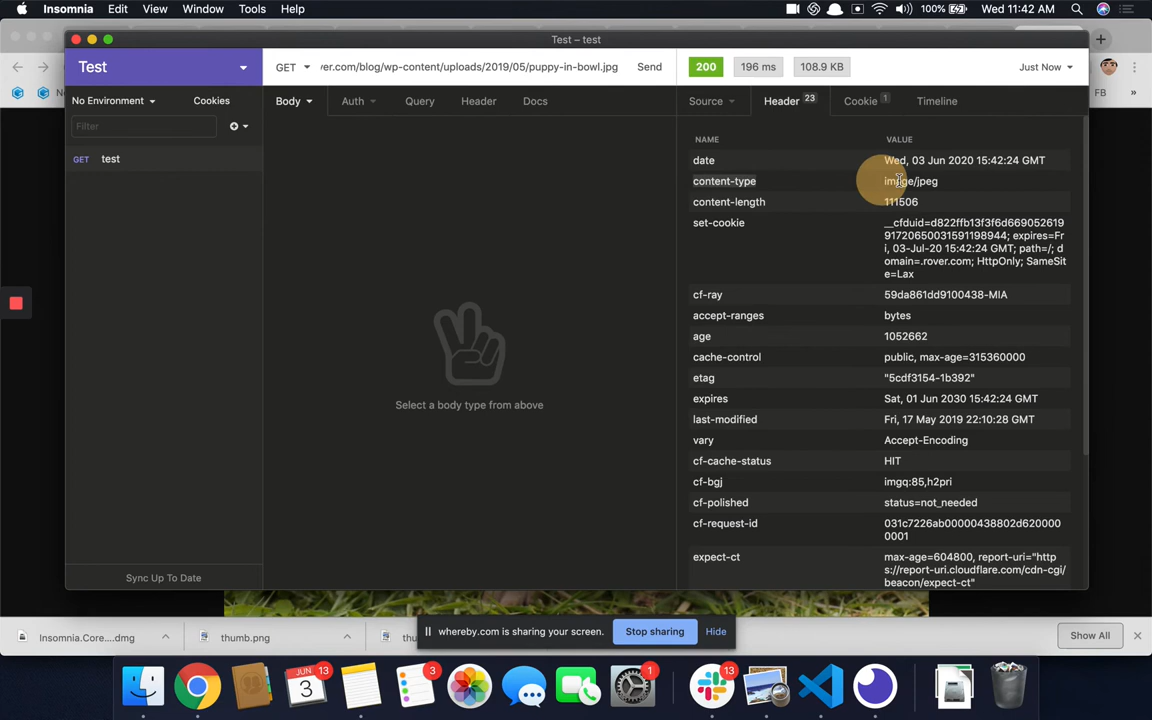 Insomnia Edit View Window Tools Help 100% Wed 11:42 AM
Test – test
Test
GET ver.com/blog/wp-content/uploads/2019/05/puppy-in-bowl.jpg Send
200 196 ms 108.9 KB Just Now
FB »
No Environment Cookies
Body Auth Query Header Docs
Source Header 23 Cookie 1 Timeline
Filter
GET test
NAME VALUE
date Wed, 03 Jun 2020 15:42:24 GMT
content-type image/jpeg
content-length 111506
set-cookie __cfduid=d822ffb13f3f6d669052619
9172065003​1591198944; expires=Fr
i, 03-Jul-20 15:42:24 GMT; path=/; d
omain=.rover.com; HttpOnly; SameSit
e=Lax
cf-ray 59da861dd9100438-MIA
accept-ranges bytes
age 1052662
cache-control public, max-age=315360000
etag "5cdf3154-1b392"
expires Sat, 01 Jun 2030 15:42:24 GMT
last-modified Fri, 17 May 2019 22:10:28 GMT
vary Accept-Encoding
cf-cache-status HIT
cf-bgj imgq:85,h2pri
cf-polished status=not_needed
cf-request-id 031c7226ab00000438802d620000
0001
expect-ct max-age=604800, report-uri="http
s://report-uri.cloudflare.com/cdn-cgi/
beacon/expect-ct"
Select a body type from above
Sync Up To Date
whereby.com is sharing your screen. Stop sharing Hide
Insomnia.Core....dmg thumb.png thu Show All
JUN 13 3 3 1 13